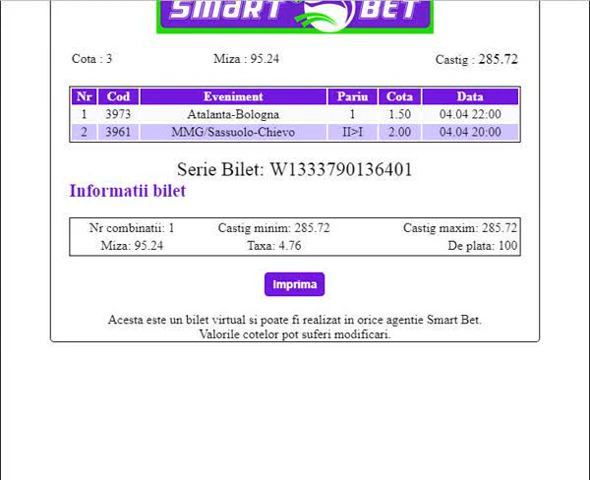 SMART BET
Cota : 3 Miza : 95.24 Castig : 285.72
Nr Cod Eveniment Pariu Cota Data
1 3973 Atalanta-Bologna 1 1.50 04.04 22:00
2 3961 MMG/Sassuolo-Chievo II>I 2.00 04.04 20:00
Serie Bilet: W1333790136401
Informatii bilet
Nr combinatii: 1 Castig minim: 285.72 Castig maxim: 285.72
Miza: 95.24 Taxa: 4.76 De plata: 100
Imprima
Acesta este un bilet virtual si poate fi realizat in orice agentie Smart Bet.
Valorile cotelor pot suferi modificari.